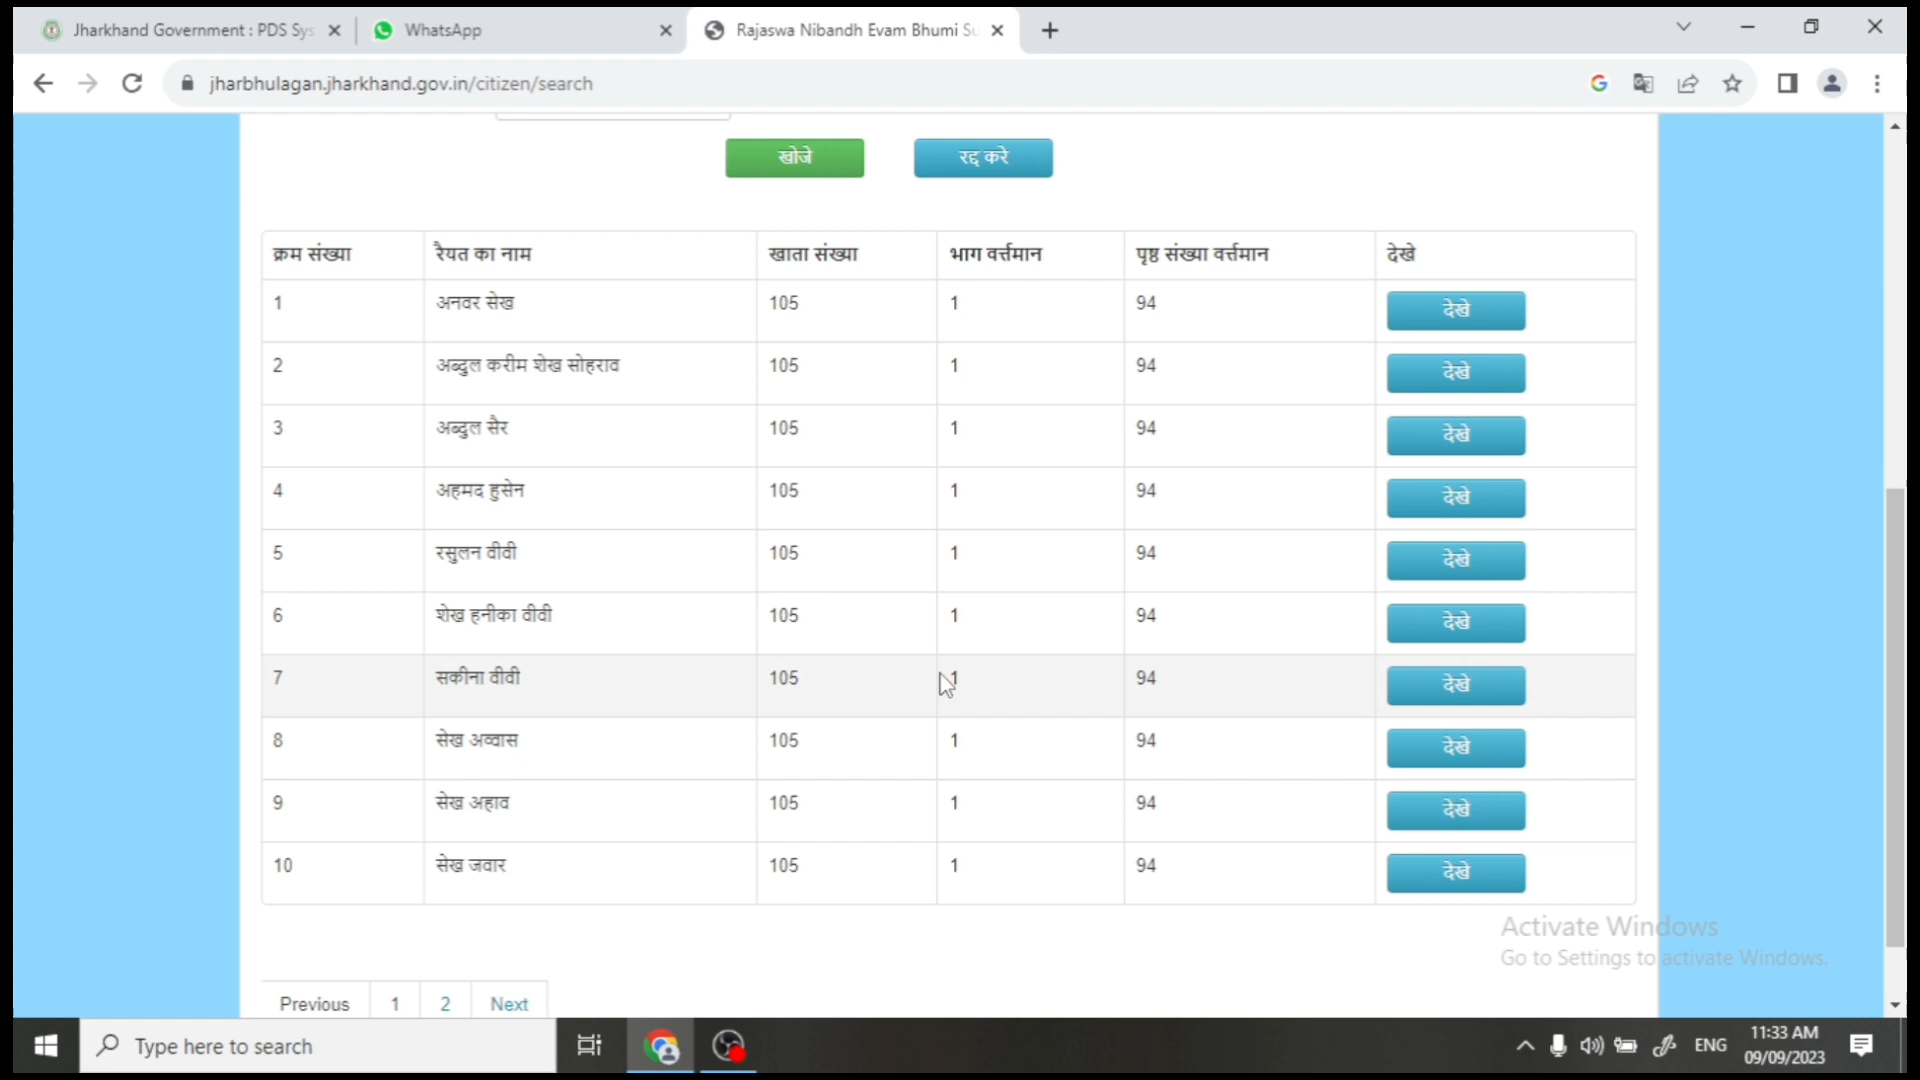 Jharkhand Government : PDS Sys
WhatsApp
Rajaswa Nibandh Evam Bhumi Su
jharbhulagan.jharkhand.gov.in/citizen/search
खोजे
रद्द करे
क्रम संख्या रैयत का नाम खाता संख्या भाग वर्त्तमान पृष्ठ संख्या वर्त्तमान देखे
1 अनवर सेख 105 1 94 देखे
2 अब्दुल करीम शेख सोहराव 105 1 94 देखे
3 अब्दुल सैर 105 1 94 देखे
4 अहमद हुसेन 105 1 94 देखे
5 रसुलन वीवी 105 1 94 देखे
6 शेख हनीका वीवी 105 1 94 देखे
7 सकीना वीवी 105 1 94 देखे
8 सेख अव्वास 105 1 94 देखे
9 सेख अहाव 105 1 94 देखे
10 सेख जवार 105 1 94 देखे
Activate Windows
Go to Settings to activate Windows.
Previous 1 2 Next
Type here to search
ENG
11:33 AM
09/09/2023